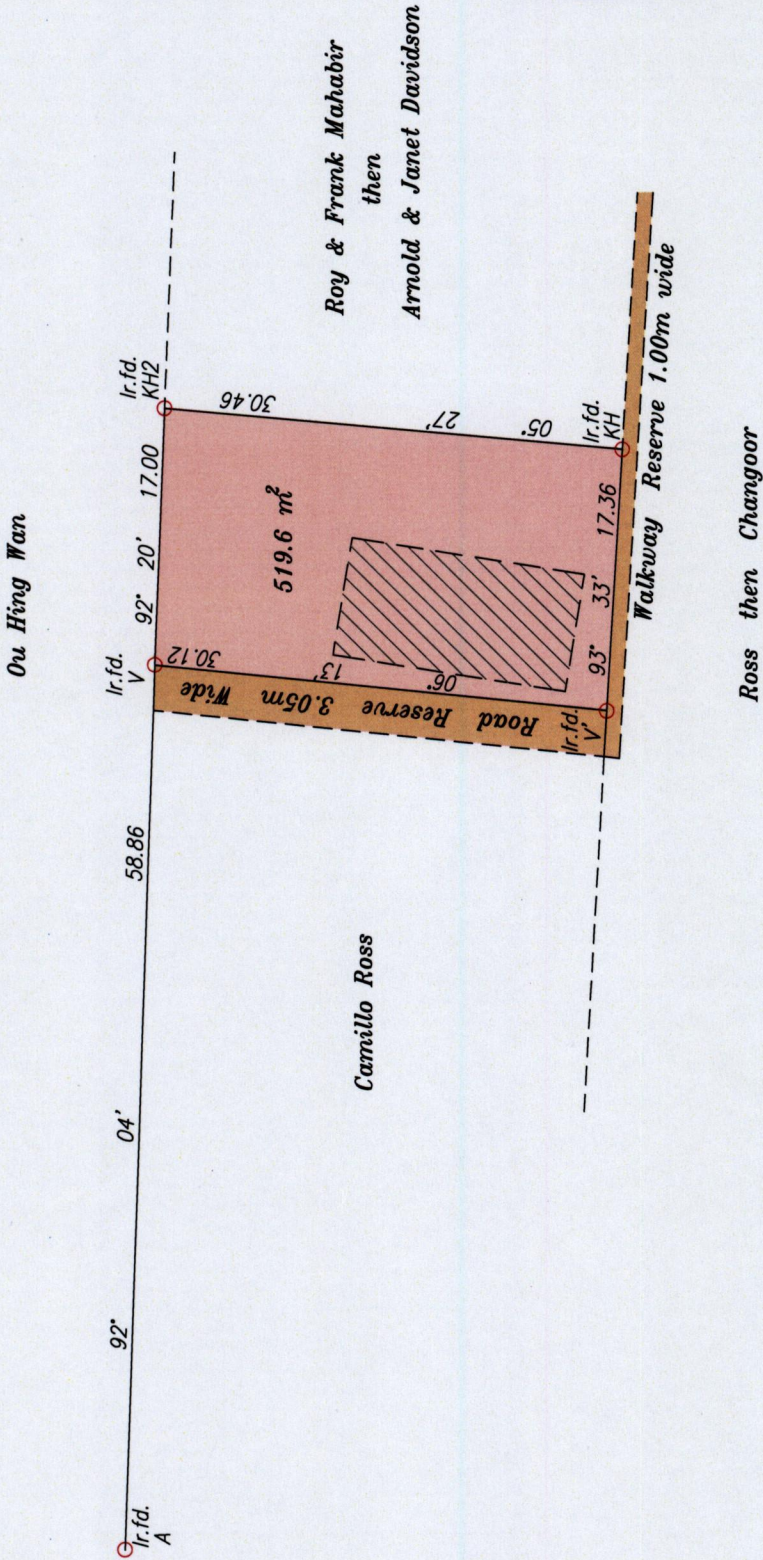 Ou Hing Wan
Roy & Frank Mahabir
then
Arnold & Janet Davidson
Ir.fd.
KH2
17.00
20'
92°
Ir.fd.
V
30.46
27'
05°
Ir.fd.
KH
519.6 m²
30.12
13'
06°
17.36
33'
93°
Ir.fd.
V'
Road Reserve 3.05m Wide
Walkway Reserve 1.00m wide
58.86
04'
92°
Ir.fd.
A
Camillo Ross
Ross then Changoor